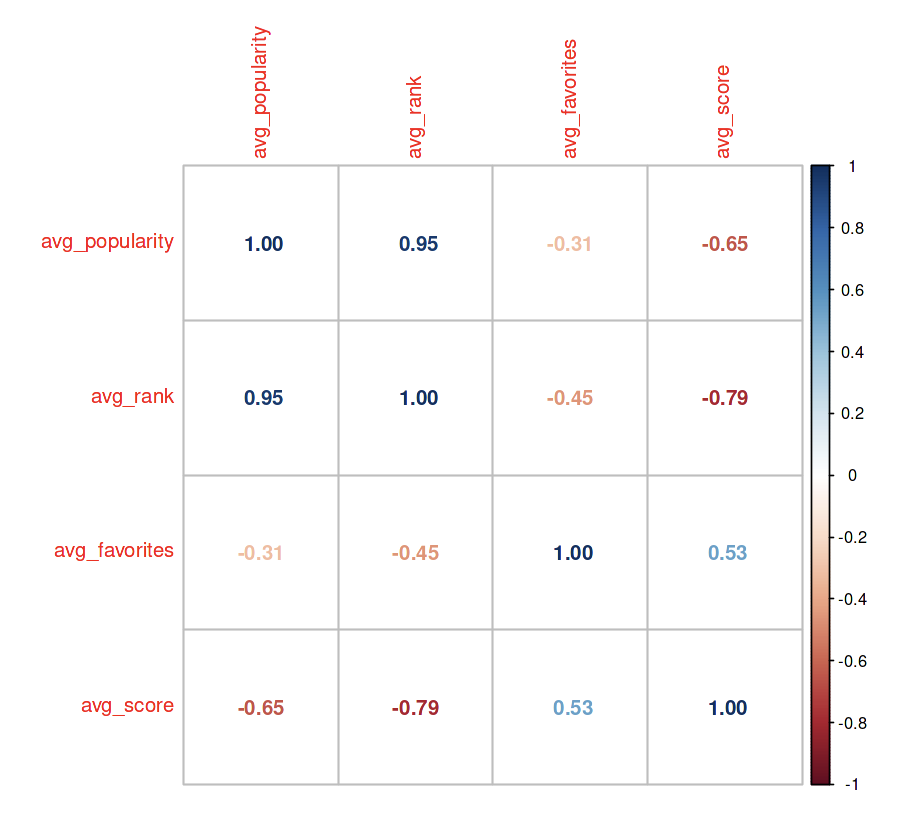 avg_popularity
avg_rank
avg_favorites
avg_score
avg_popularity 1.00 0.95 -0.31 -0.65
avg_rank 0.95 1.00 -0.45 -0.79
avg_favorites -0.31 -0.45 1.00 0.53
avg_score -0.65 -0.79 0.53 1.00
1
0.8
0.6
0.4
0.2
0
-0.2
-0.4
-0.6
-0.8
-1